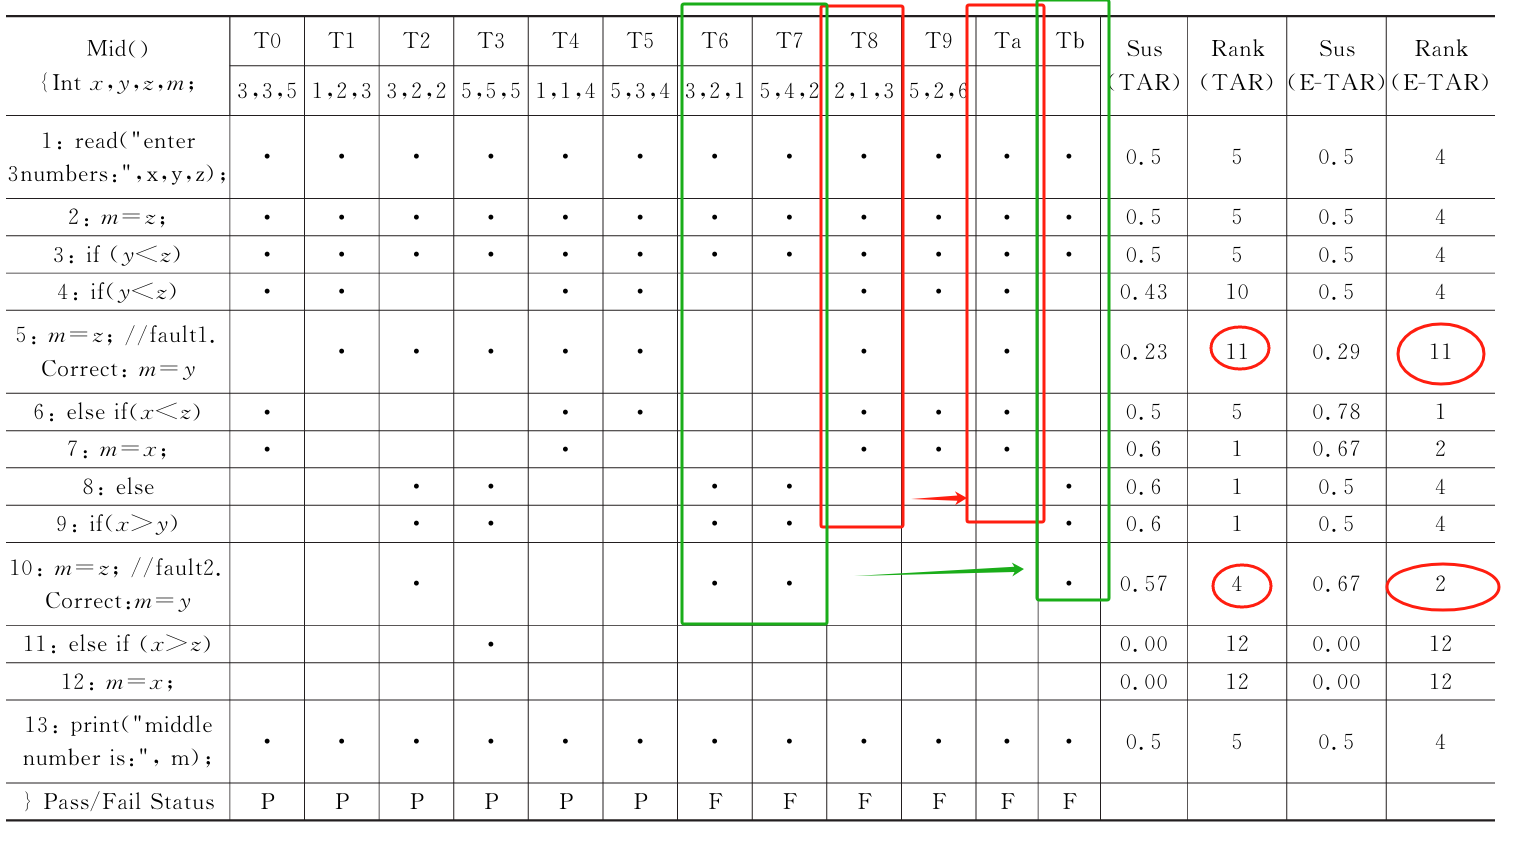 Mid() T0 T1 T2 T3 T4 T5 T6 T7 T8 T9 Ta Tb Sus Rank Sus Rank
{Int x,y,z,m; 3,3,5 1,2,3 3,2,2 5,5,5 1,1,4 5,3,4 3,2,1 5,4,2 2,1,3 5,2,6 (TAR) (TAR) (E-TAR) (E-TAR)
1: read("enter
3numbers:",x,y,z); • • • • • • • • • • • • 0.5 5 0.5 4
2: m=z; • • • • • • • • • • • • 0.5 5 0.5 4
3: if (y<z) • • • • • • • • • • • • 0.5 5 0.5 4
4: if(y<z) • • • • • • • 0.43 10 0.5 4
5: m=z; //fault1.
Correct: m=y • • • • • • • 0.23 11 0.29 11
6: else if(x<z) • • • • • • 0.5 5 0.78 1
7: m=x; • • • • • 0.6 1 0.67 2
8: else • • • • • 0.6 1 0.5 4
9: if(x>y) • • • • • 0.6 1 0.5 4
10: m=z; //fault2.
Correct:m=y • • • • 0.57 4 0.67 2
11: else if (x>z) • 0.00 12 0.00 12
12: m=x; 0.00 12 0.00 12
13: print("middle
number is:", m); • • • • • • • • • • • • 0.5 5 0.5 4
} Pass/Fail Status P P P P P P F F F F F F